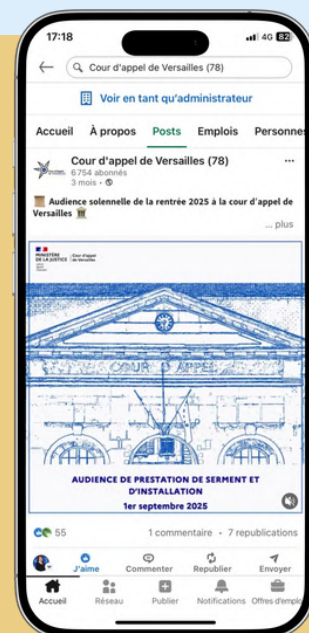 17:18
4G 82
Cour d'appel de Versailles (78)
Voir en tant qu'administrateur
Accueil À propos Posts Emplois Personnes
Cour d'appel de Versailles (78)
6 754 abonnés
3 mois •
Audience solennelle de la rentrée 2025 à la cour d'appel de
Versailles
... plus
MINISTÈRE
DE LA JUSTICE
Cour d'appel
de Versailles
COUR D'APPEL
AUDIENCE DE PRESTATION DE SERMENT ET
D'INSTALLATION
1er septembre 2025
55 1 commentaire • 7 republications
J'aime Commenter Republier Envoyer
Accueil Réseau Publier Notifications Offres d'emploi